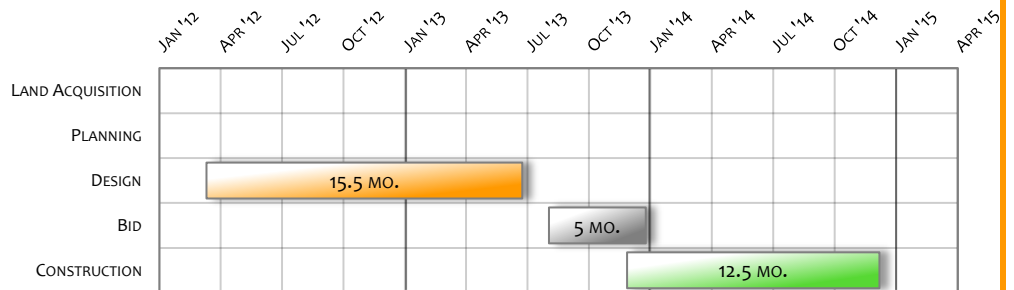 JAN '12 APR '12 JUL '12 OCT '12 JAN '13 APR '13 JUL '13 OCT '13 JAN '14 APR '14 JUL '14 OCT '14 JAN '15 APR '15
LAND ACQUISITION
PLANNING
DESIGN 15.5 MO.
BID 5 MO.
CONSTRUCTION 12.5 MO.